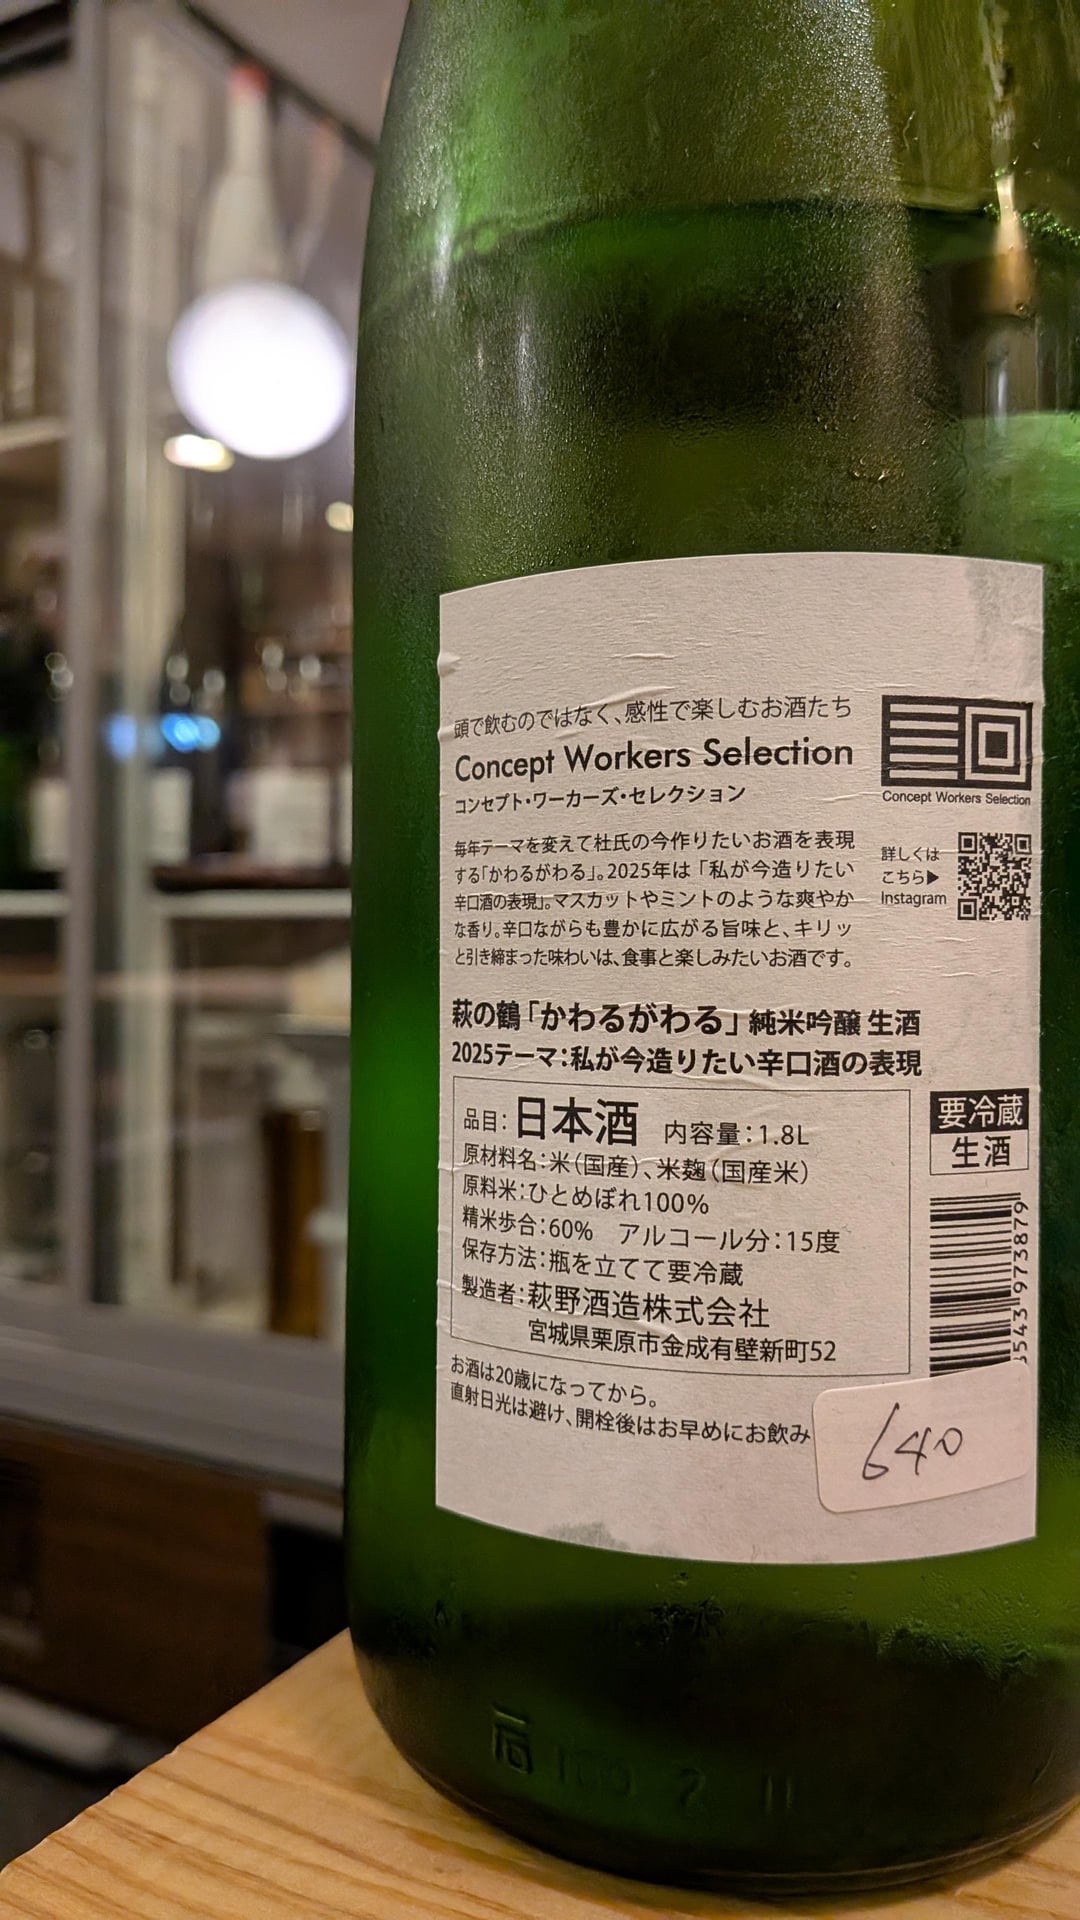 頭で飲むのではなく、感性で楽しむお酒たち
Concept Workers Selection
コンセプト・ワーカーズ・セレクション
Concept Workers Selection
毎年テーマを変えて杜氏の今作りたいお酒を表現
する「かわるがわる」。2025年は「私が今造りたい
辛口酒の表現」。マスカットやミントのような爽やか
な香り。辛口ながらも豊かに広がる旨味と、キリッ
と引き締まった味わいは、食事と楽しみたいお酒です。
詳しくは
こちら▶
Instagram
萩の鶴「かわるがわる」純米吟醸 生酒
2025テーマ：私が今造りたい辛口酒の表現
品目：日本酒 内容量：1.8L
原材料名：米（国産）、米麹（国産米）
原料米：ひとめぼれ100%
精米歩合：60% アルコール分：15度
保存方法：瓶を立てて要冷蔵
製造者：萩野酒造株式会社
宮城県栗原市金成有壁新町52
要冷蔵
生酒
543 973879
お酒は20歳になってから。
直射日光は避け、開栓後はお早めにお飲み
640